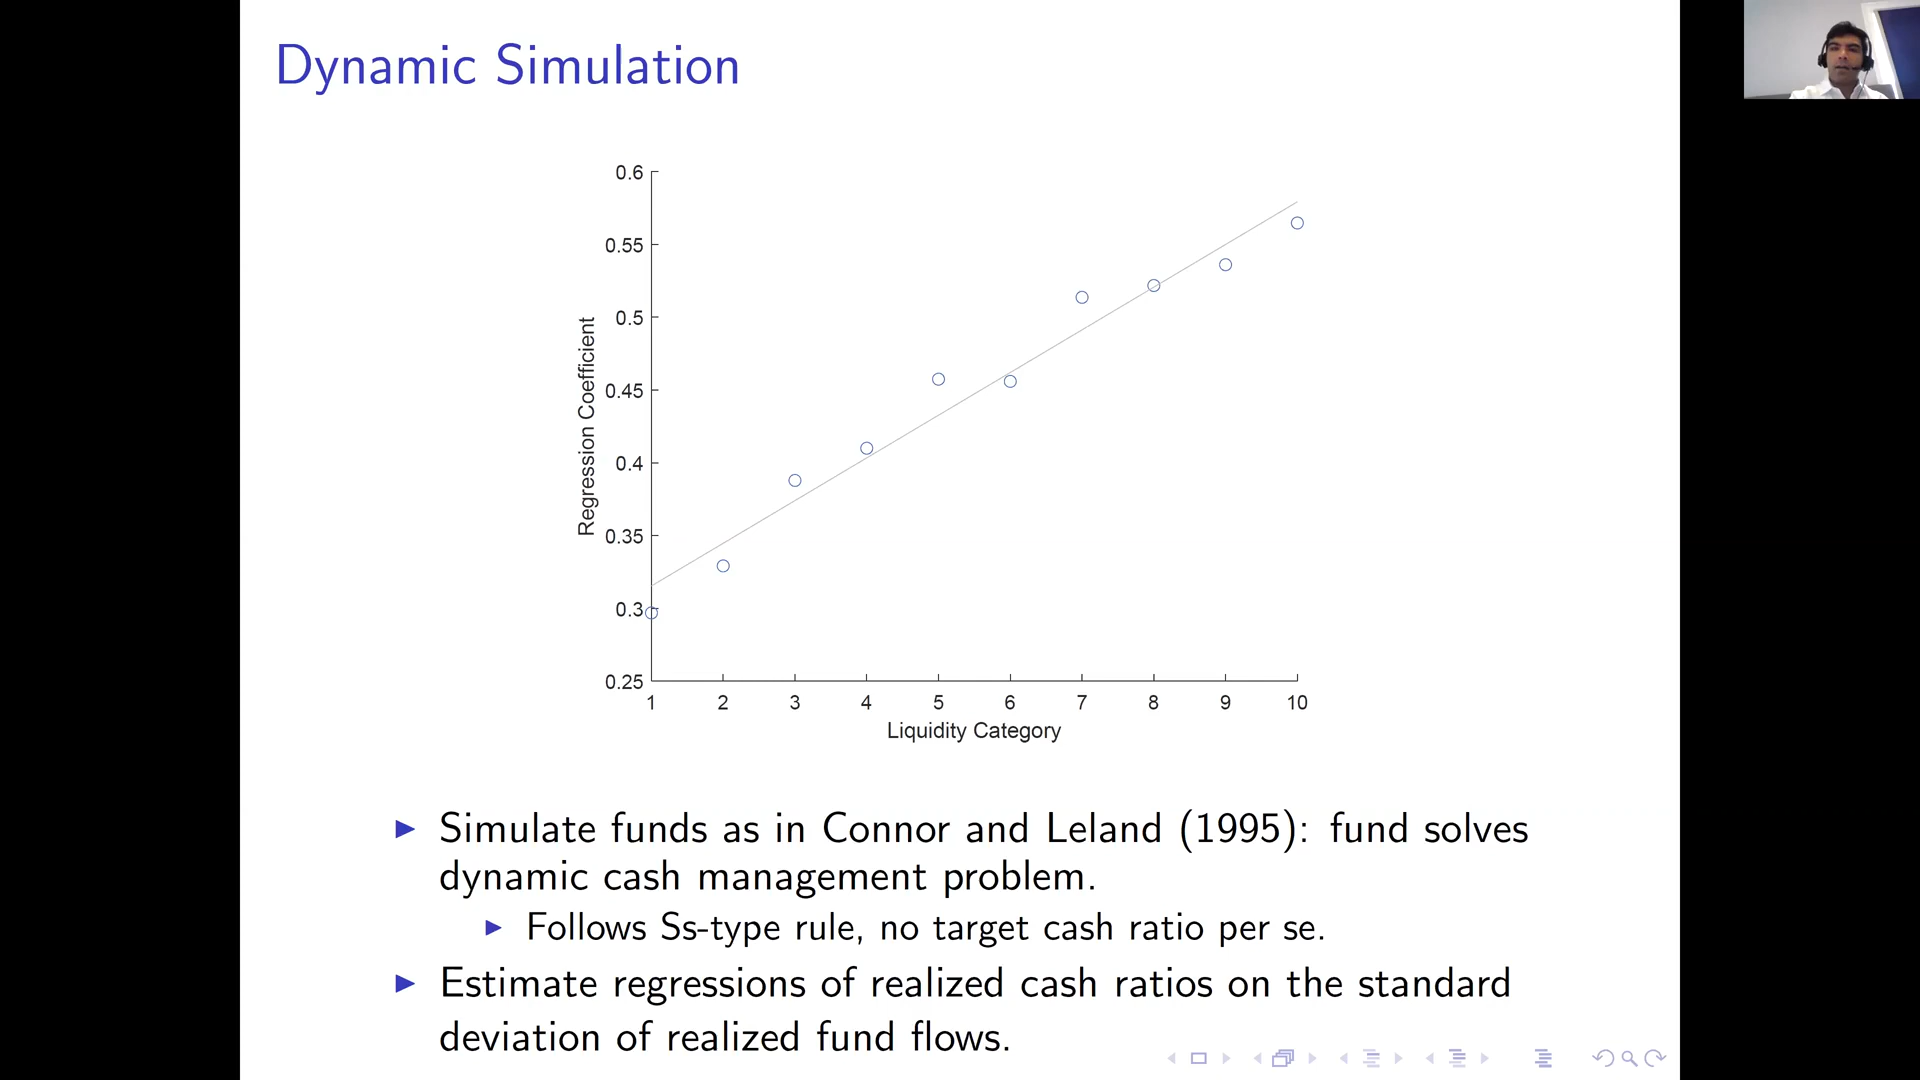 Dynamic Simulation
0.6
0.55
0.5
0.45
0.4
0.35
0.3
0.25
Regression Coefficient
1 2 3 4 5 6 7 8 9 10
Liquidity Category
Simulate funds as in Connor and Leland (1995): fund solves
dynamic cash management problem.
Follows Ss-type rule, no target cash ratio per se.
Estimate regressions of realized cash ratios on the standard
deviation of realized fund flows.